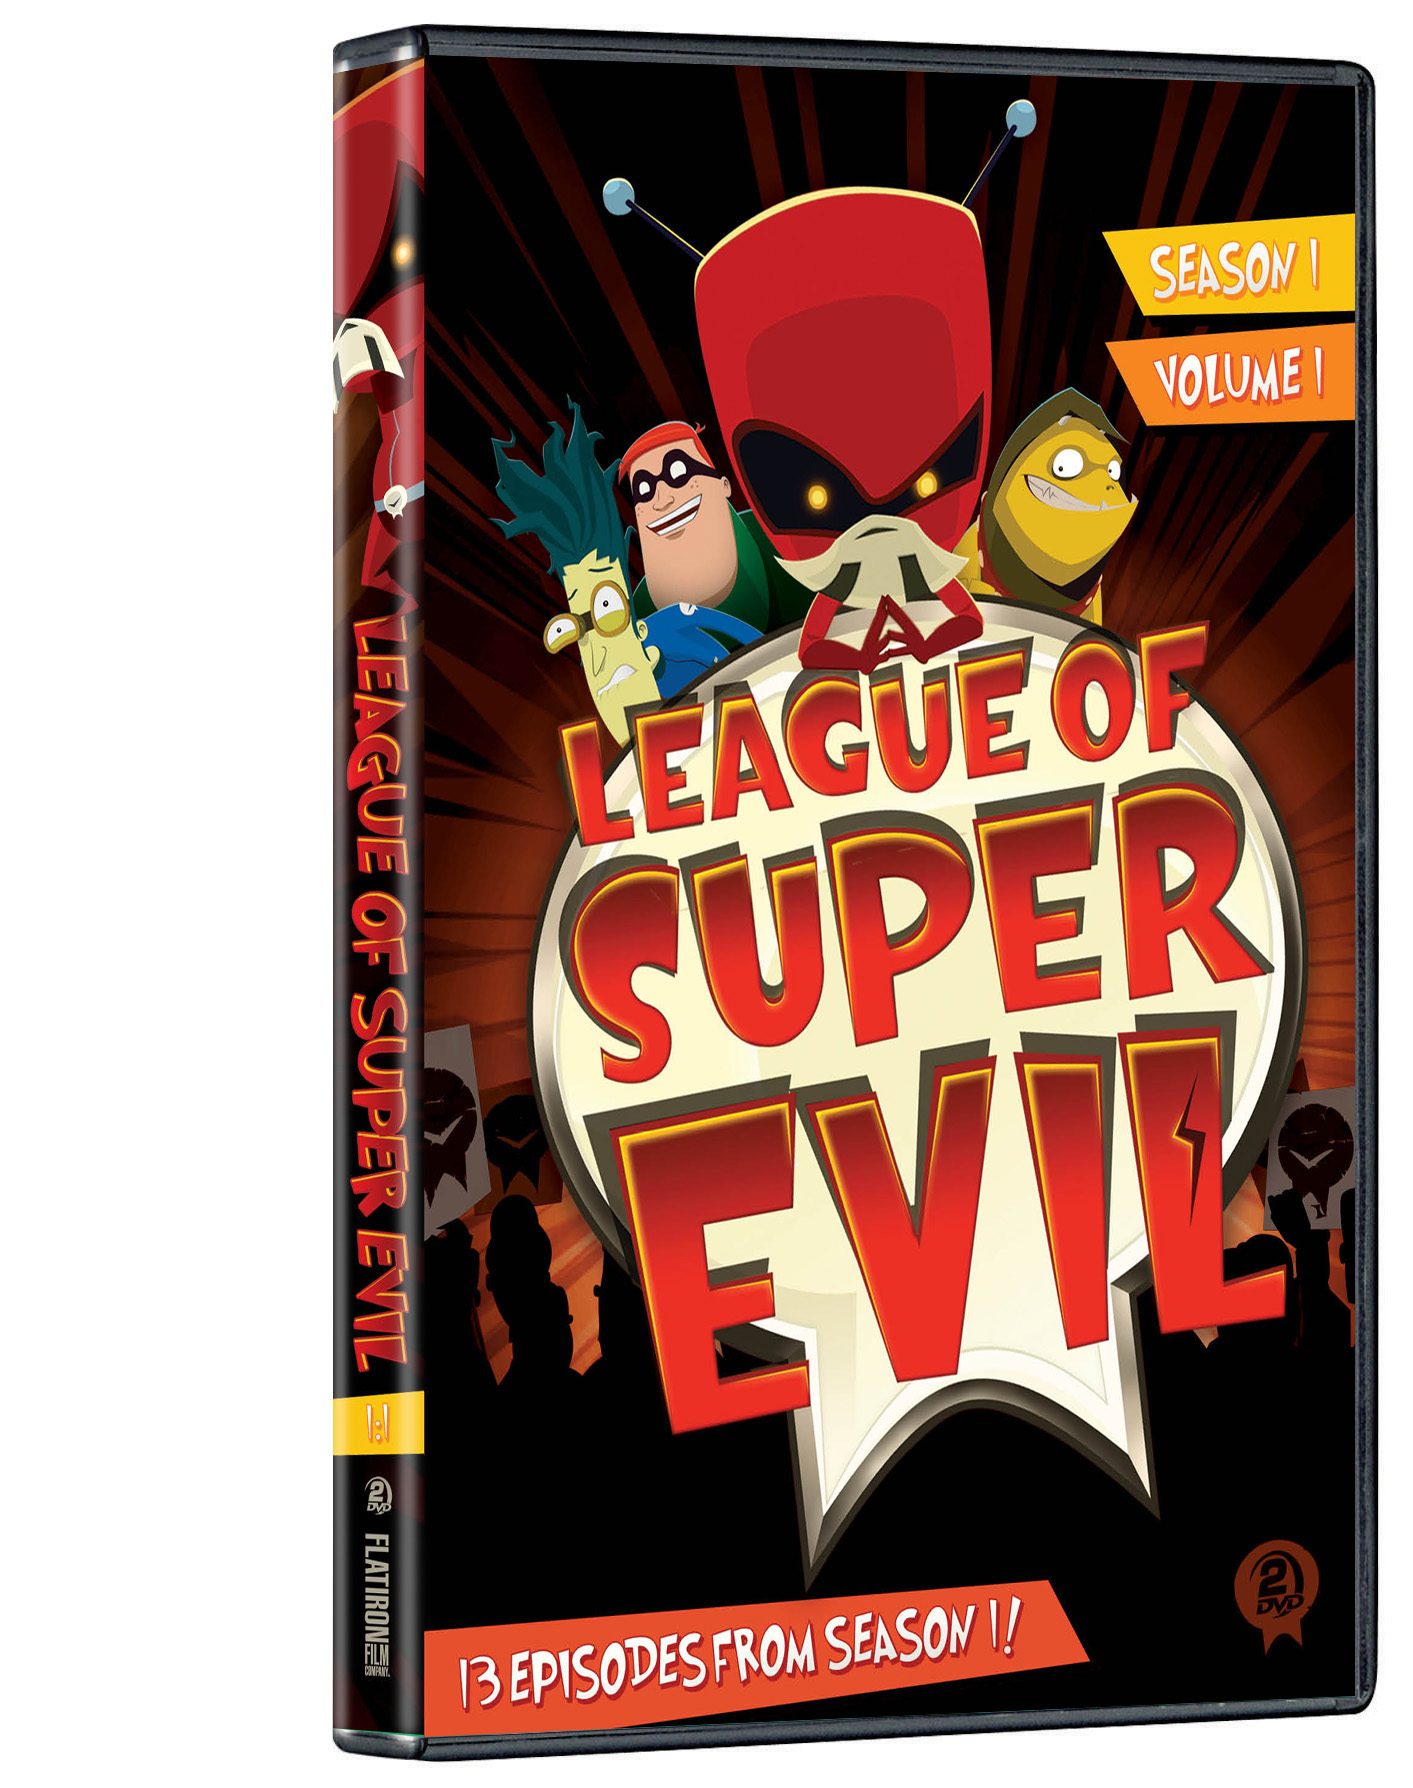 SEASON 1
VOLUME 1
LEAGUE OF
SUPER
EVIL
13 EPISODES FROM SEASON 1!
2
DVD
LEAGUE OF SUPER EVIL
1:1
2
DVD
FLATIRON
FILM
COMPANY